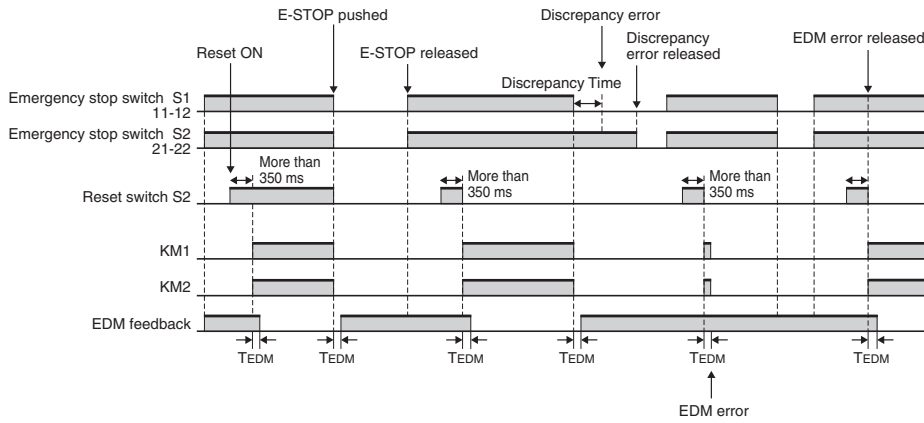 E-STOP pushed
Discrepancy error
Reset ON
E-STOP released
Discrepancy
error released
EDM error released
Discrepancy Time
Emergency stop switch S1
11-12
Emergency stop switch S2
21-22
More than
350 ms
More than
350 ms
More than
350 ms
Reset switch S2
KM1
KM2
EDM feedback
TEDM
TEDM
TEDM
TEDM
TEDM
TEDM
EDM error